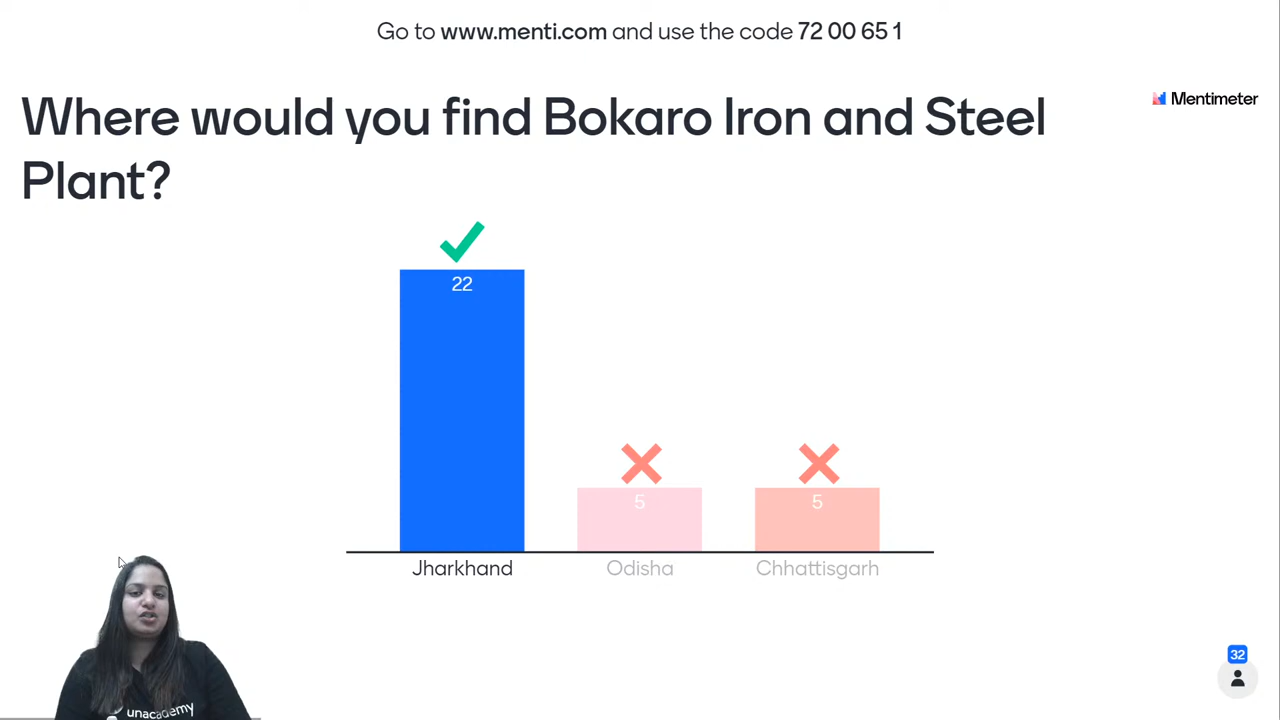 Go to www.menti.com and use the code 72 00 65 1
Mentimeter
Where would you find Bokaro Iron and Steel
Plant?
22
5
5
Jharkhand
Odisha
Chhattisgarh
32
unacademy